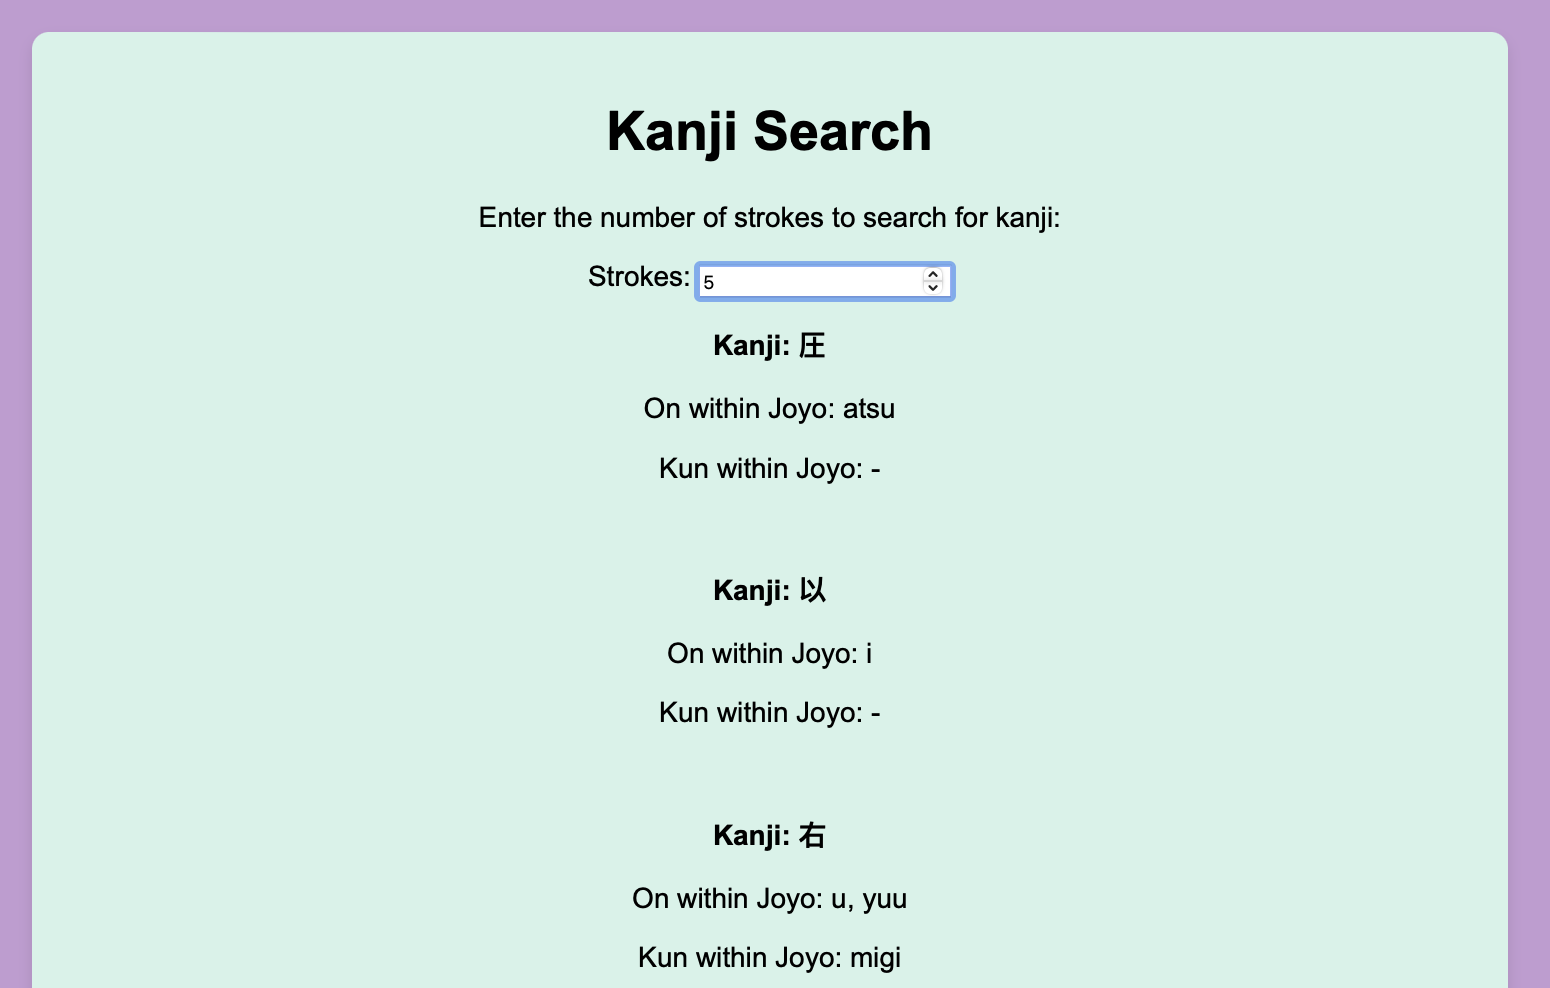 Kanji Search
Enter the number of strokes to search for kanji:
Strokes: 5
Kanji: 圧
On within Joyo: atsu
Kun within Joyo: -
Kanji: 以
On within Joyo: i
Kun within Joyo: -
Kanji: 右
On within Joyo: u, yuu
Kun within Joyo: migi